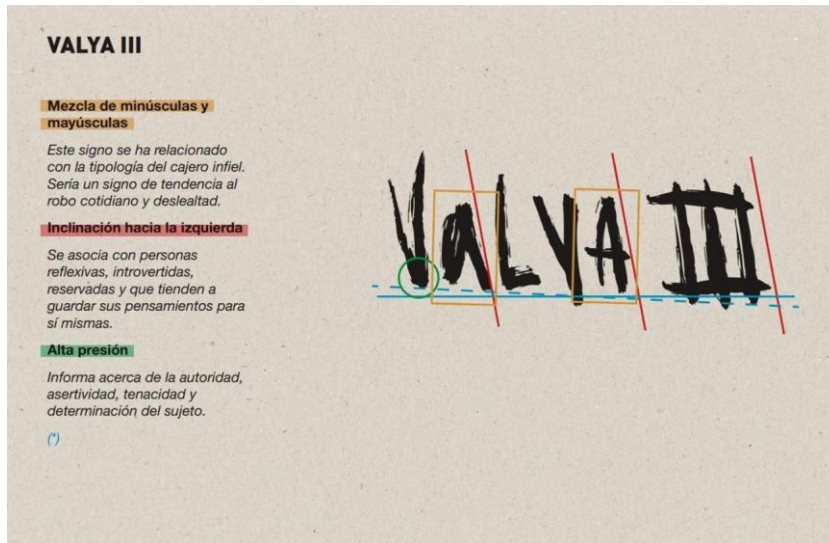 VALYA III
Mezcla de minúsculas y
mayúsculas
Este signo se ha relacionado
con la tipología del cajero infiel.
Sería un signo de tendencia al
robo cotidiano y deslealtad.
Inclinación hacia la izquierda
Se asocia con personas
reflexivas, introvertidas,
reservadas y que tienden a
guardar sus pensamientos para
sí mismas.
Alta presión
Informa acerca de la autoridad,
asertividad, tenacidad y
determinación del sujeto.
(*)
VaLYA III